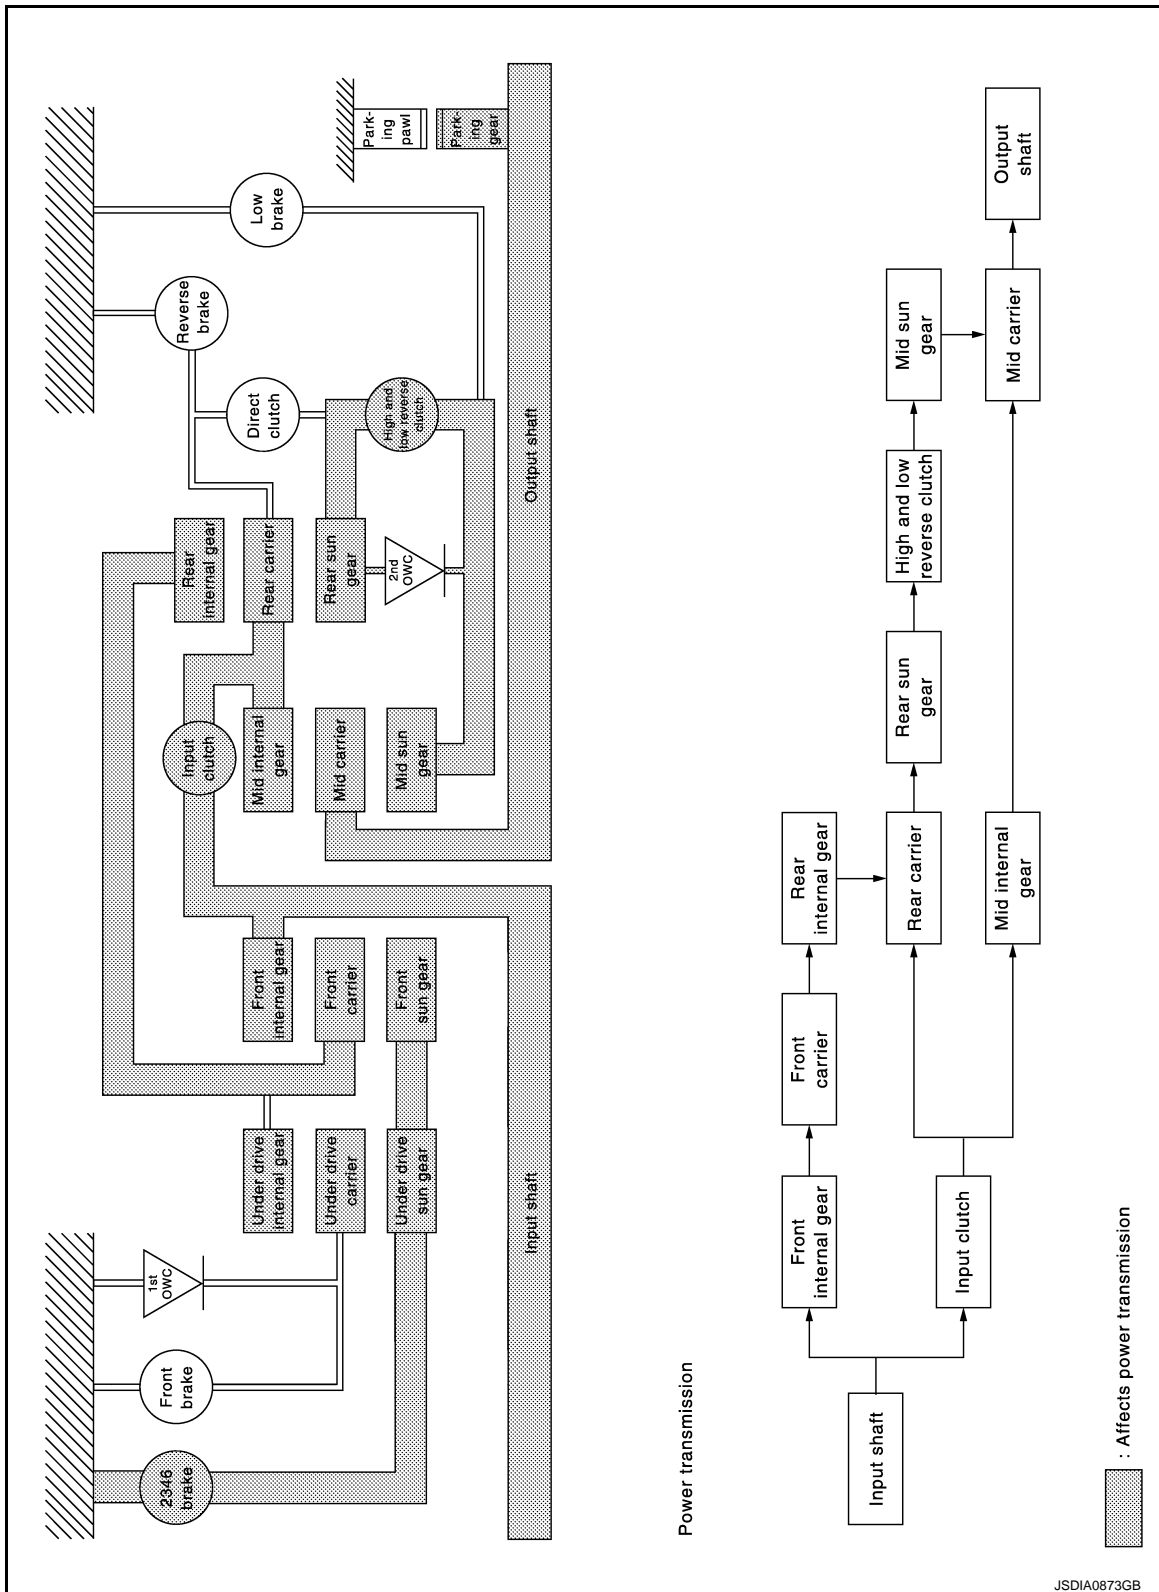 2346
brake
Front
brake
1st
OWC
Under drive
internal gear
Under drive
carrier
Under drive
sun gear
Front
internal gear
Front
carrier
Front
sun gear
Input shaft
Input
clutch
Mid internal
gear
Mid carrier
Mid sun
gear
Rear
internal gear
Rear carrier
Rear sun
gear
2nd
OWC
Direct
clutch
High and
low reverse
clutch
Reverse
brake
Low
brake
Park-
ing
pawl
Park-
ing
gear
Output shaft
Power transmission
Input shaft
Front
internal gear
Front
carrier
Rear
internal gear
Input clutch
Rear carrier
Mid internal
gear
Rear sun
gear
High and low
reverse clutch
Mid sun
gear
Mid carrier
Output
shaft
: Affects power transmission
JSDIA0873GB